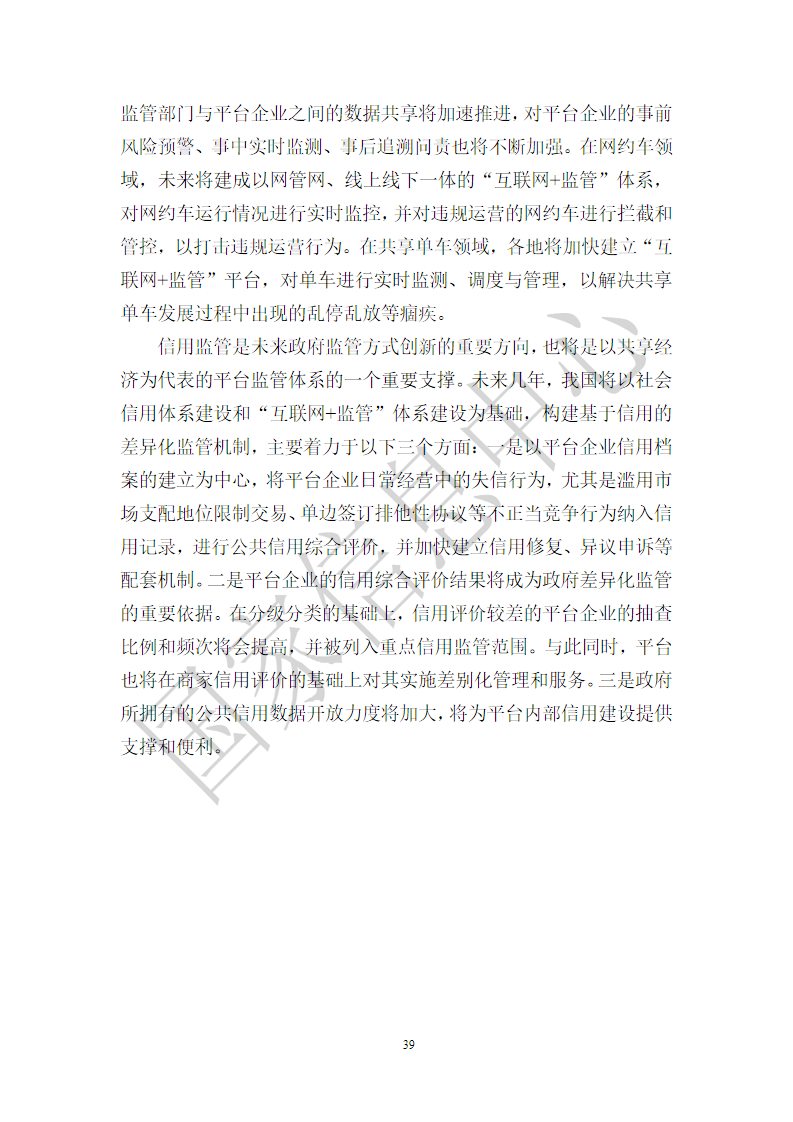 监管部门与平台企业之间的数据共享将加速推进，对平台企业的事前
风险预警、事中实时监测、事后追溯问责也将不断加强。在网约车领
域，未来将建成以网管网、线上线下一体的“互联网+监管”体系，
对网约车运行情况进行实时监控，并对违规运营的网约车进行拦截和
管控，以打击违规运营行为。在共享单车领域，各地将加快建立“互
联网+监管”平台，对单车进行实时监测、调度与管理，以解决共享
单车发展过程中出现的乱停乱放等痼疾。
信用监管是未来政府监管方式创新的重要方向，也将是以共享经
济为代表的平台监管体系的一个重要支撑。未来几年，我国将以社会
信用体系建设和“互联网+监管”体系建设为基础，构建基于信用的
差异化监管机制，主要着力于以下三个方面：一是以平台企业信用档
案的建立为中心，将平台企业日常经营中的失信行为，尤其是滥用市
场支配地位限制交易、单边签订排他性协议等不正当竞争行为纳入信
用记录，进行公共信用综合评价，并加快建立信用修复、异议申诉等
配套机制。二是平台企业的信用综合评价结果将成为政府差异化监管
的重要依据。在分级分类的基础上，信用评价较差的平台企业的抽查
比例和频次将会提高，并被列入重点信用监管范围。与此同时，平台
也将在商家信用评价的基础上对其实施差别化管理和服务。三是政府
所拥有的公共信用数据开放力度将加大，将为平台内部信用建设提供
支撑和便利。
国家信息中心
39